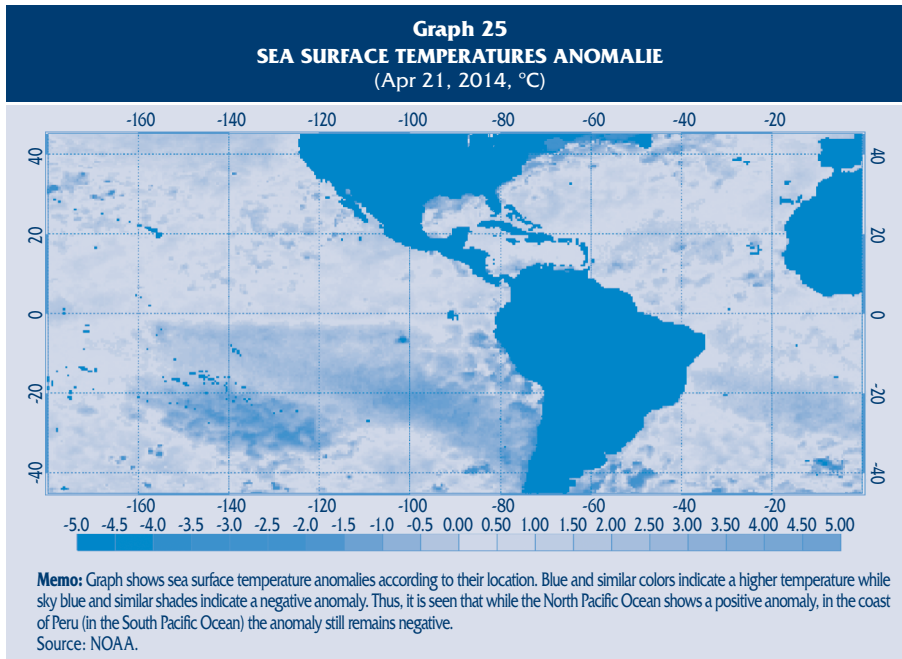 Graph 25
SEA SURFACE TEMPERATURES ANOMALIE
(Apr 21, 2014, °C)
-160 -140 -120 -100 -80 -60 -40 -20
40 40
20 20
0 0
-20 -20
-40 -40
-160 -140 -120 -100 -80 -60 -40 -20
-5.0 -4.5 -4.0 -3.5 -3.0 -2.5 -2.0 -1.5 -1.0 -0.5 0.00 0.50 1.00 1.50 2.00 2.50 3.00 3.50 4.00 4.50 5.00
Memo: Graph shows sea surface temperature anomalies according to their location. Blue and similar colors indicate a higher temperature while
sky blue and similar shades indicate a negative anomaly. Thus, it is seen that while the North Pacific Ocean shows a positive anomaly, in the coast
of Peru (in the South Pacific Ocean) the anomaly still remains negative.
Source: NOAA.